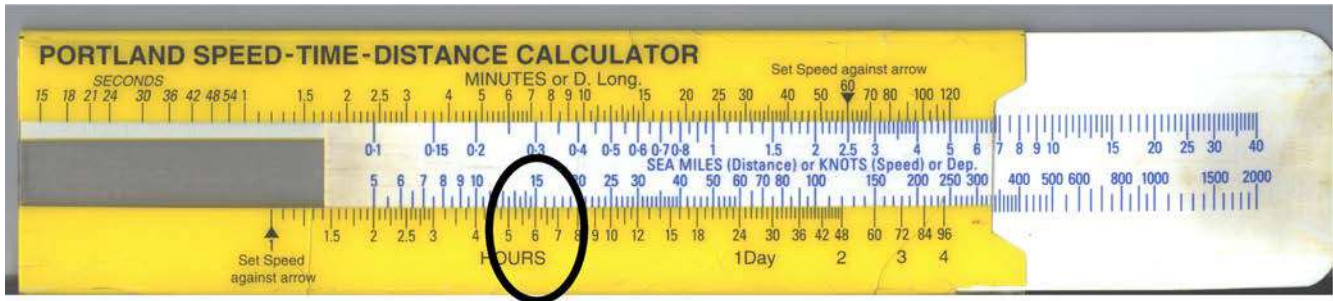 PORTLAND SPEED-TIME-DISTANCE CALCULATOR
SECONDS
MINUTES or D. Long.
Set Speed against arrow
15 18 21 24 30 36 42 48 54 1 1.5 2 2.5 3 4 5 6 7 8 9 10 15 20 25 30 40 50 60 70 80 100 120
0·1 0·15 0·2 0·3 0·4 0·5 0·6 0·7 0·8 1 1.5 2 2.5 3 4 5 6 7 8 9 10 15 20 25 30 40
SEA MILES (Distance) or KNOTS (Speed) or Dep.
5 6 7 8 9 10 15 20 25 30 40 50 60 70 80 100 150 200 250 300 400 500 600 800 1000 1500 2000
1 1.5 2 2.5 3 4 5 6 7 8 9 10 12 15 18 24 30 36 42 48 60 72 84 96
Set Speed
against arrow
HOURS
1Day 2 3 4